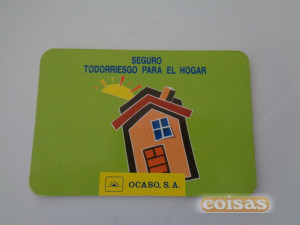 SEGURO
TODORRIESGO PARA EL HOGAR
OCASO, S.A.
coisas